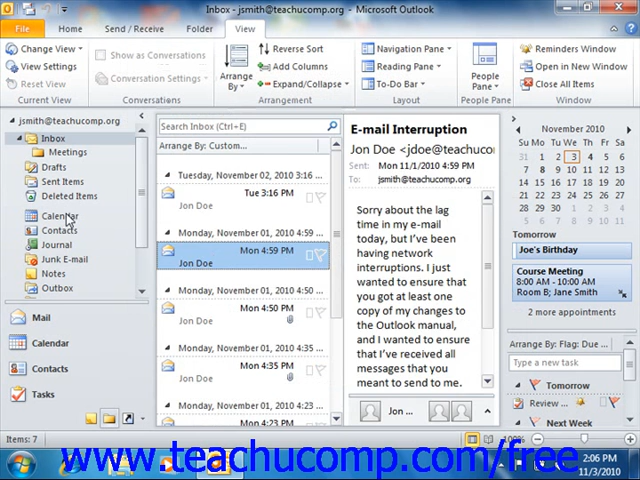 Inbox - jsmith@teachucomp.org - Microsoft Outlook
File Home Send / Receive Folder View
Change View
View Settings
Reset View
Current View
Show as Conversations
Conversation Settings
Conversations
Arrange By
Reverse Sort
Add Columns
Expand/Collapse
Arrangement
Navigation Pane
Reading Pane
To-Do Bar
Layout
People Pane
People Pane
Reminders Window
Open in New Window
Close All Items
Window
jsmith@teachucomp.org
Inbox
Meetings
Drafts
Sent Items
Deleted Items
Calendar
Contacts
Journal
Junk E-mail
Notes
Outbox
Mail
Calendar
Contacts
Tasks
Search Inbox (Ctrl+E)
Arrange By: Custom...
Tuesday, November 02, 2010 3:16 ...
Tue 3:16 PM
Jon Doe
Monday, November 01, 2010 4:59 ...
Mon 4:59 PM
Jon Doe
Monday, November 01, 2010 4:50 ...
Mon 4:50 PM
Jon Doe
Monday, November 01, 2010 4:35 ...
Mon 4:35 PM
Jon Doe
Monday, November 01, 2010 4:23 ...
Mon 4:23 PM
E-mail Interruption
Jon Doe <jdoe@teachuco
Sent: Mon 11/1/2010 4:59 PM
To: jsmith@teachucomp.org
Sorry about the lag
time in my e-mail
today, but I've been
having network
interruptions. I just
wanted to ensure that
you got at least one
copy of my changes to
the Outlook manual,
and I wanted to ensure
that I've received all
messages that you
meant to send to me.
Jon ...
November 2010
Su Mo Tu We Th Fr Sa
31 1 2 3 4 5 6
7 8 9 10 11 12 13
14 15 16 17 18 19 20
21 22 23 24 25 26 27
28 29 30 1 2 3 4
5 6 7 8 9 10 11
Tomorrow
Joe's Birthday
Course Meeting
8:00 AM - 10:00 AM
Room B; Jane Smith
2 more appointments
Arrange By: Flag: Due ...
Type a new task
Tomorrow
Review ...
Next Week
Items: 7
100%
www.teachucomp.com/free
2:06 PM
11/3/2010